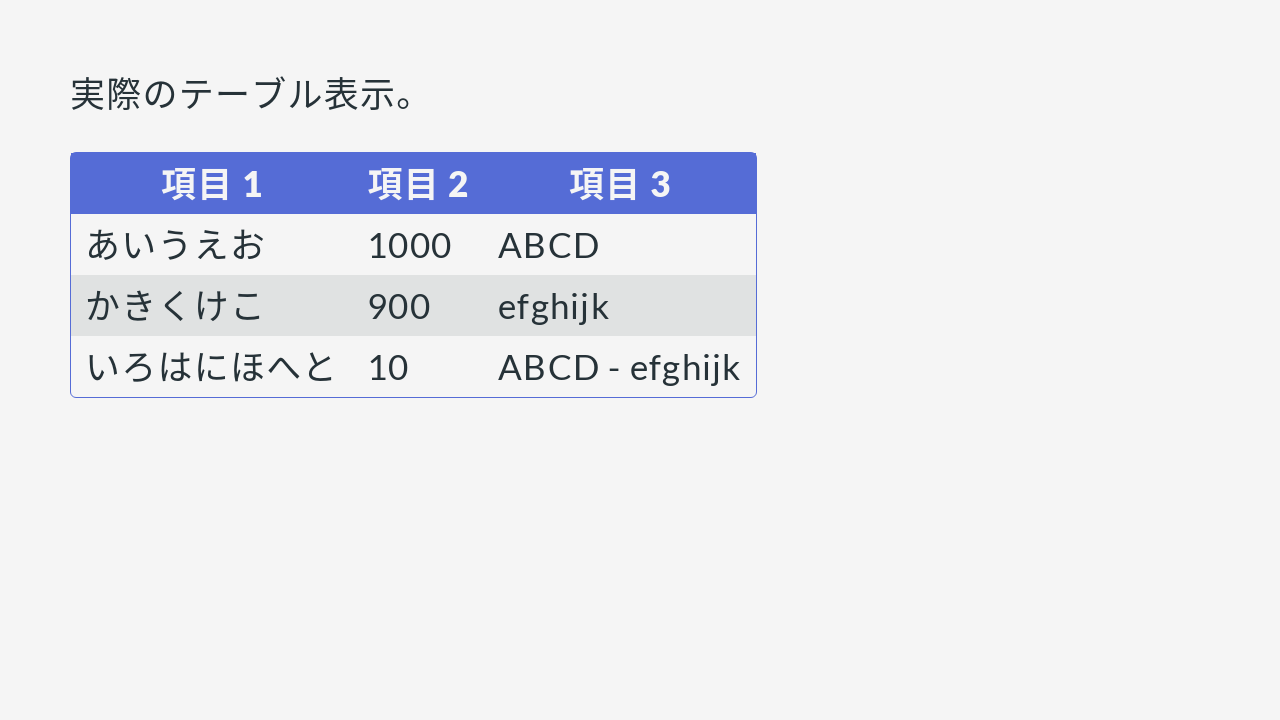 実際のテーブル表示。
項目 1 項目 2 項目 3
あいうえお 1000 ABCD
かきくけこ 900 efghijk
いろはにほへと 10 ABCD - efghijk